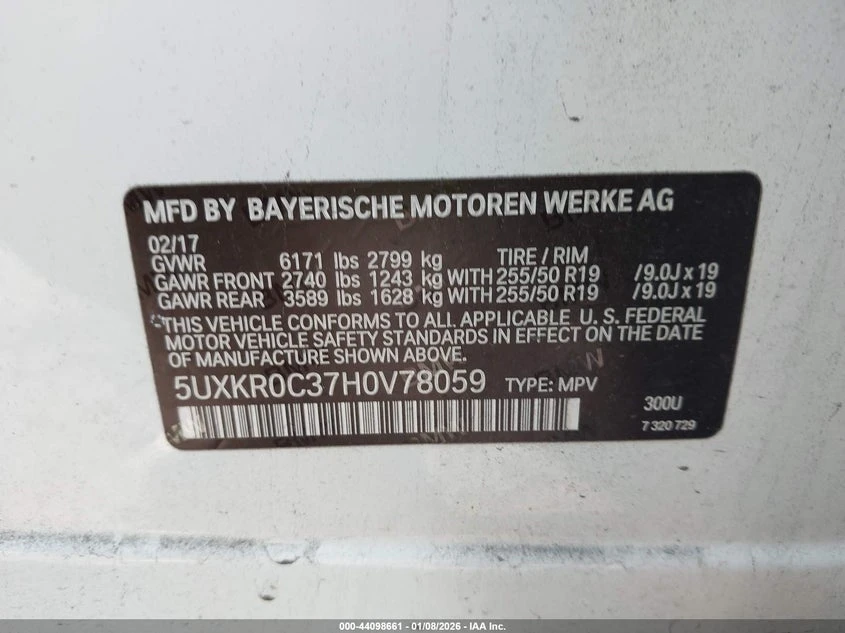 MFD BY BAYERISCHE MOTOREN WERKE AG
02/17
GVWR 6171 lbs 2799 kg TIRE / RIM
GAWR FRONT 2740 lbs 1243 kg WITH 255/50 R19 /9.0J x 19
GAWR REAR 3589 lbs 1628 kg WITH 255/50 R19 /9.0J x 19
THIS VEHICLE CONFORMS TO ALL APPLICABLE U. S. FEDERAL
MOTOR VEHICLE SAFETY STANDARDS IN EFFECT ON THE DATE
OF MANUFACTURE SHOWN ABOVE.
5UXKR0C37H0V78059 TYPE: MPV
300U
7 320 729
000-44098661 - 01/08/2026 - IAA Inc.